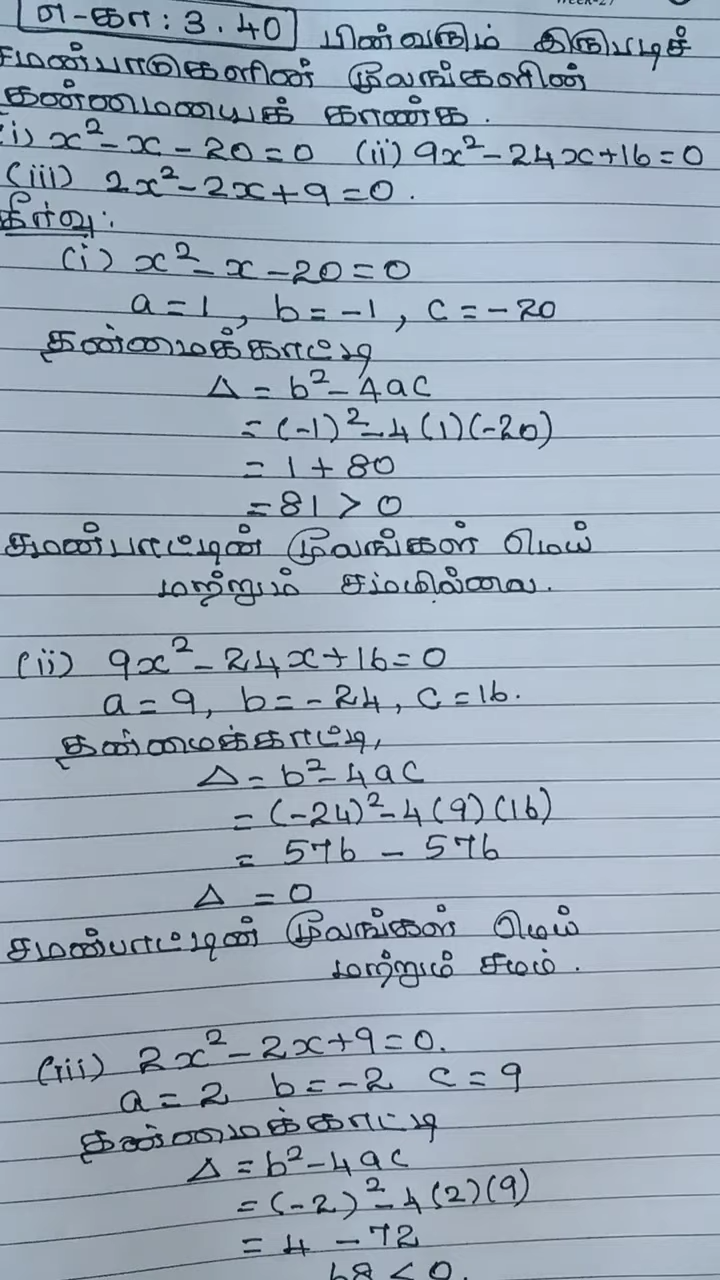 எ-கா : 3.40 பின்வரும் இருபடிச்
சமன்பாடுகளின் மூலங்களின்
தன்மையைக் காண்க.
(i) x² - x - 20 = 0 (ii) 9x² - 24x + 16 = 0
(iii) 2x² - 2x + 9 = 0.
தீர்வு:
(i) x² - x - 20 = 0
a = 1, b = -1, c = -20
தன்மைக்காட்டி
Δ = b² - 4ac
= (-1)² - 4(1)(-20)
= 1 + 80
= 81 > 0
சமன்பாட்டின் மூலங்கள் மெய்
மற்றும் சமமில்லை.
(ii) 9x² - 24x + 16 = 0
a = 9, b = -24, c = 16.
தன்மைக்காட்டி,
Δ = b² - 4ac
= (-24)² - 4(9)(16)
= 576 - 576
Δ = 0
சமன்பாட்டின் மூலங்கள் மெய்
மற்றும் சமம்.
(iii) 2x² - 2x + 9 = 0.
a = 2 b = -2 c = 9
தன்மைக்காட்டி
Δ = b² - 4ac
= (-2)² - 4(2)(9)
= 4 - 72
68 < 0.